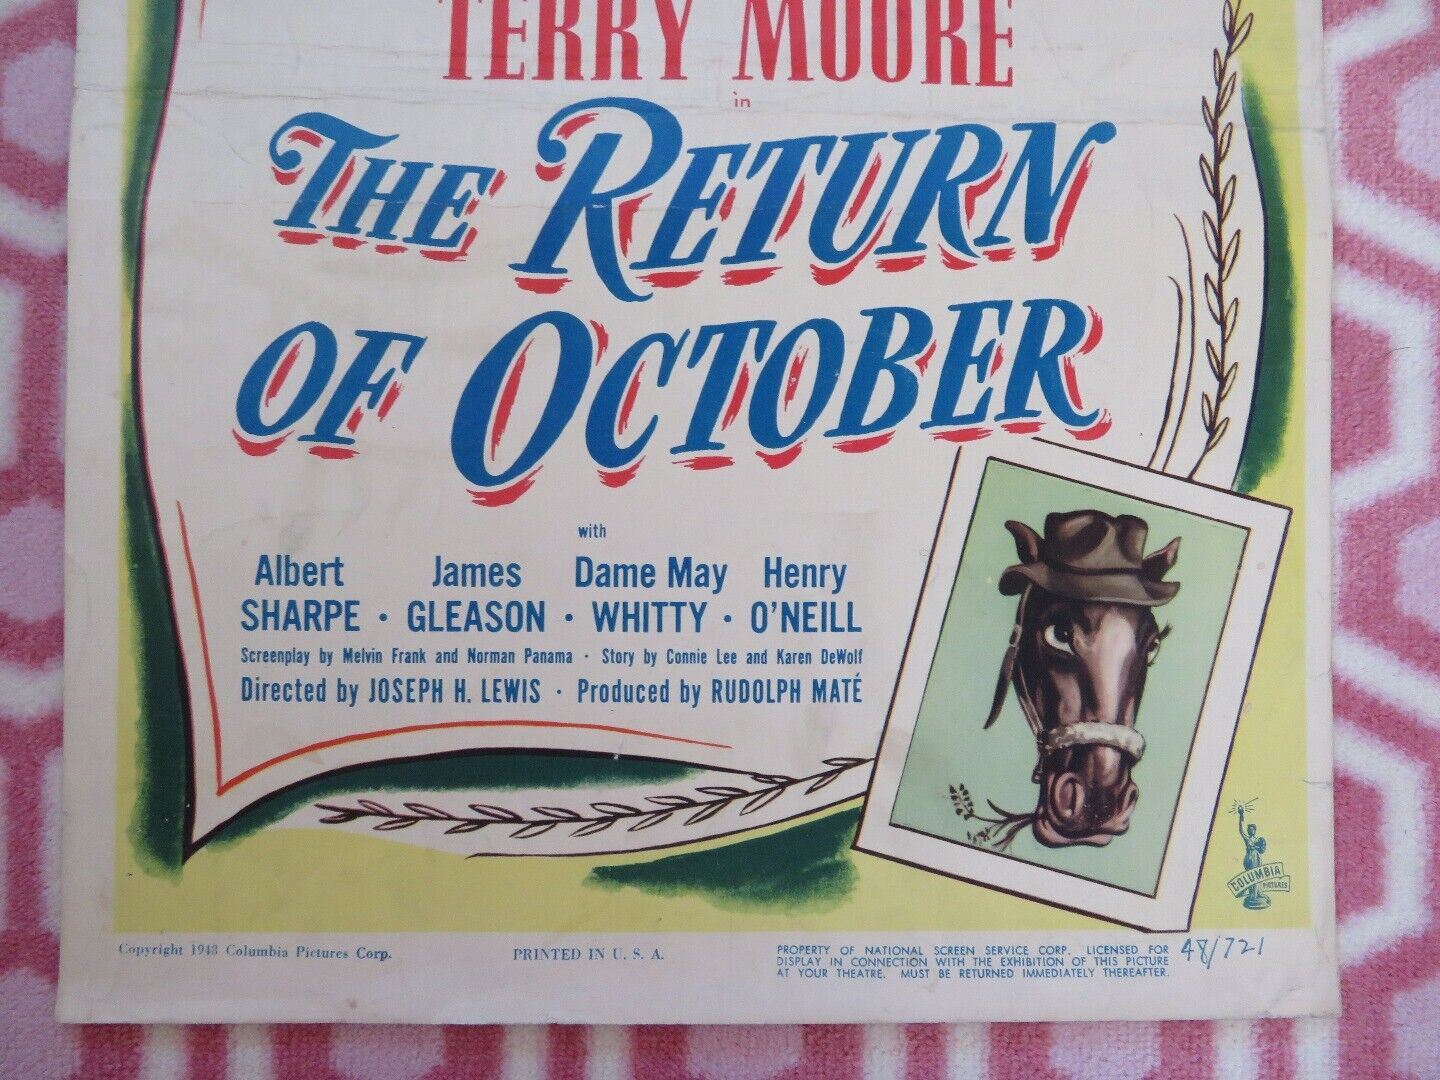 TERRY MOORE
in
THE RETURN
OF OCTOBER
with
Albert James Dame May Henry
SHARPE · GLEASON · WHITTY · O'NEILL
Screenplay by Melvin Frank and Norman Panama · Story by Connie Lee and Karen DeWolf
Directed by JOSEPH H. LEWIS · Produced by RUDOLPH MATÉ
COLUMBIA
PICTURES
Copyright 1948 Columbia Pictures Corp.
PRINTED IN U. S. A.
PROPERTY OF NATIONAL SCREEN SERVICE CORP. LICENSED FOR
DISPLAY IN CONNECTION WITH THE EXHIBITION OF THIS PICTURE
AT YOUR THEATRE. MUST BE RETURNED IMMEDIATELY THEREAFTER.
48/721